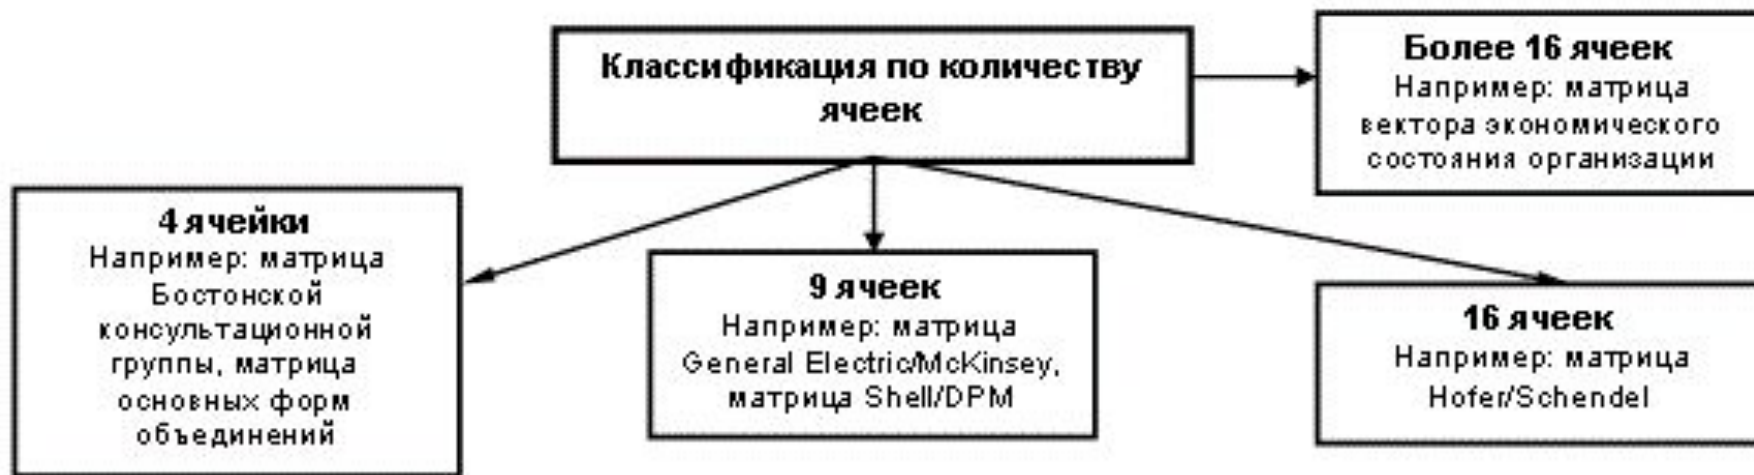 Классификация по количеству
ячеек
Более 16 ячеек
Например: матрица
вектора экономического
состояния организации
4 ячейки
Например: матрица
Бостонской
консультационной
группы, матрица
основных форм
объединений
9 ячеек
Например: матрица
General Electric/McKinsey,
матрица Shell/DPM
16 ячеек
Например: матрица
Hofer/Schendel